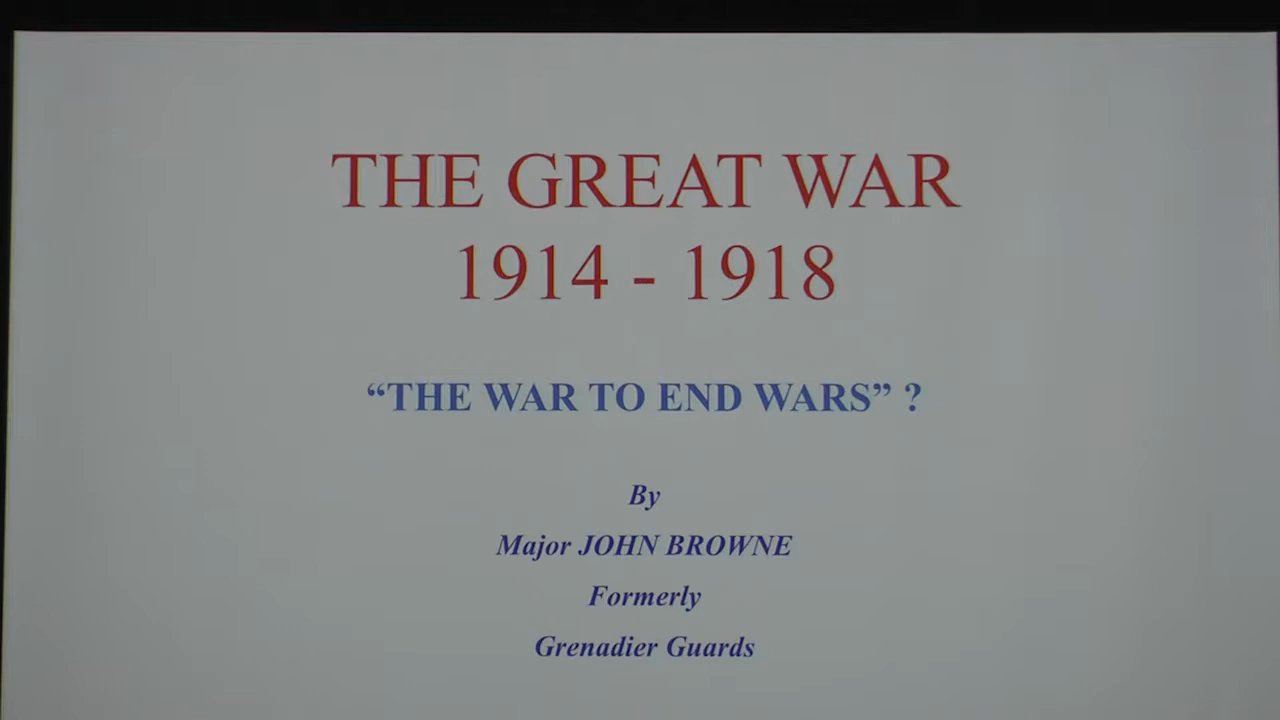 THE GREAT WAR
1914 - 1918
“THE WAR TO END WARS” ?
By
Major JOHN BROWNE
Formerly
Grenadier Guards